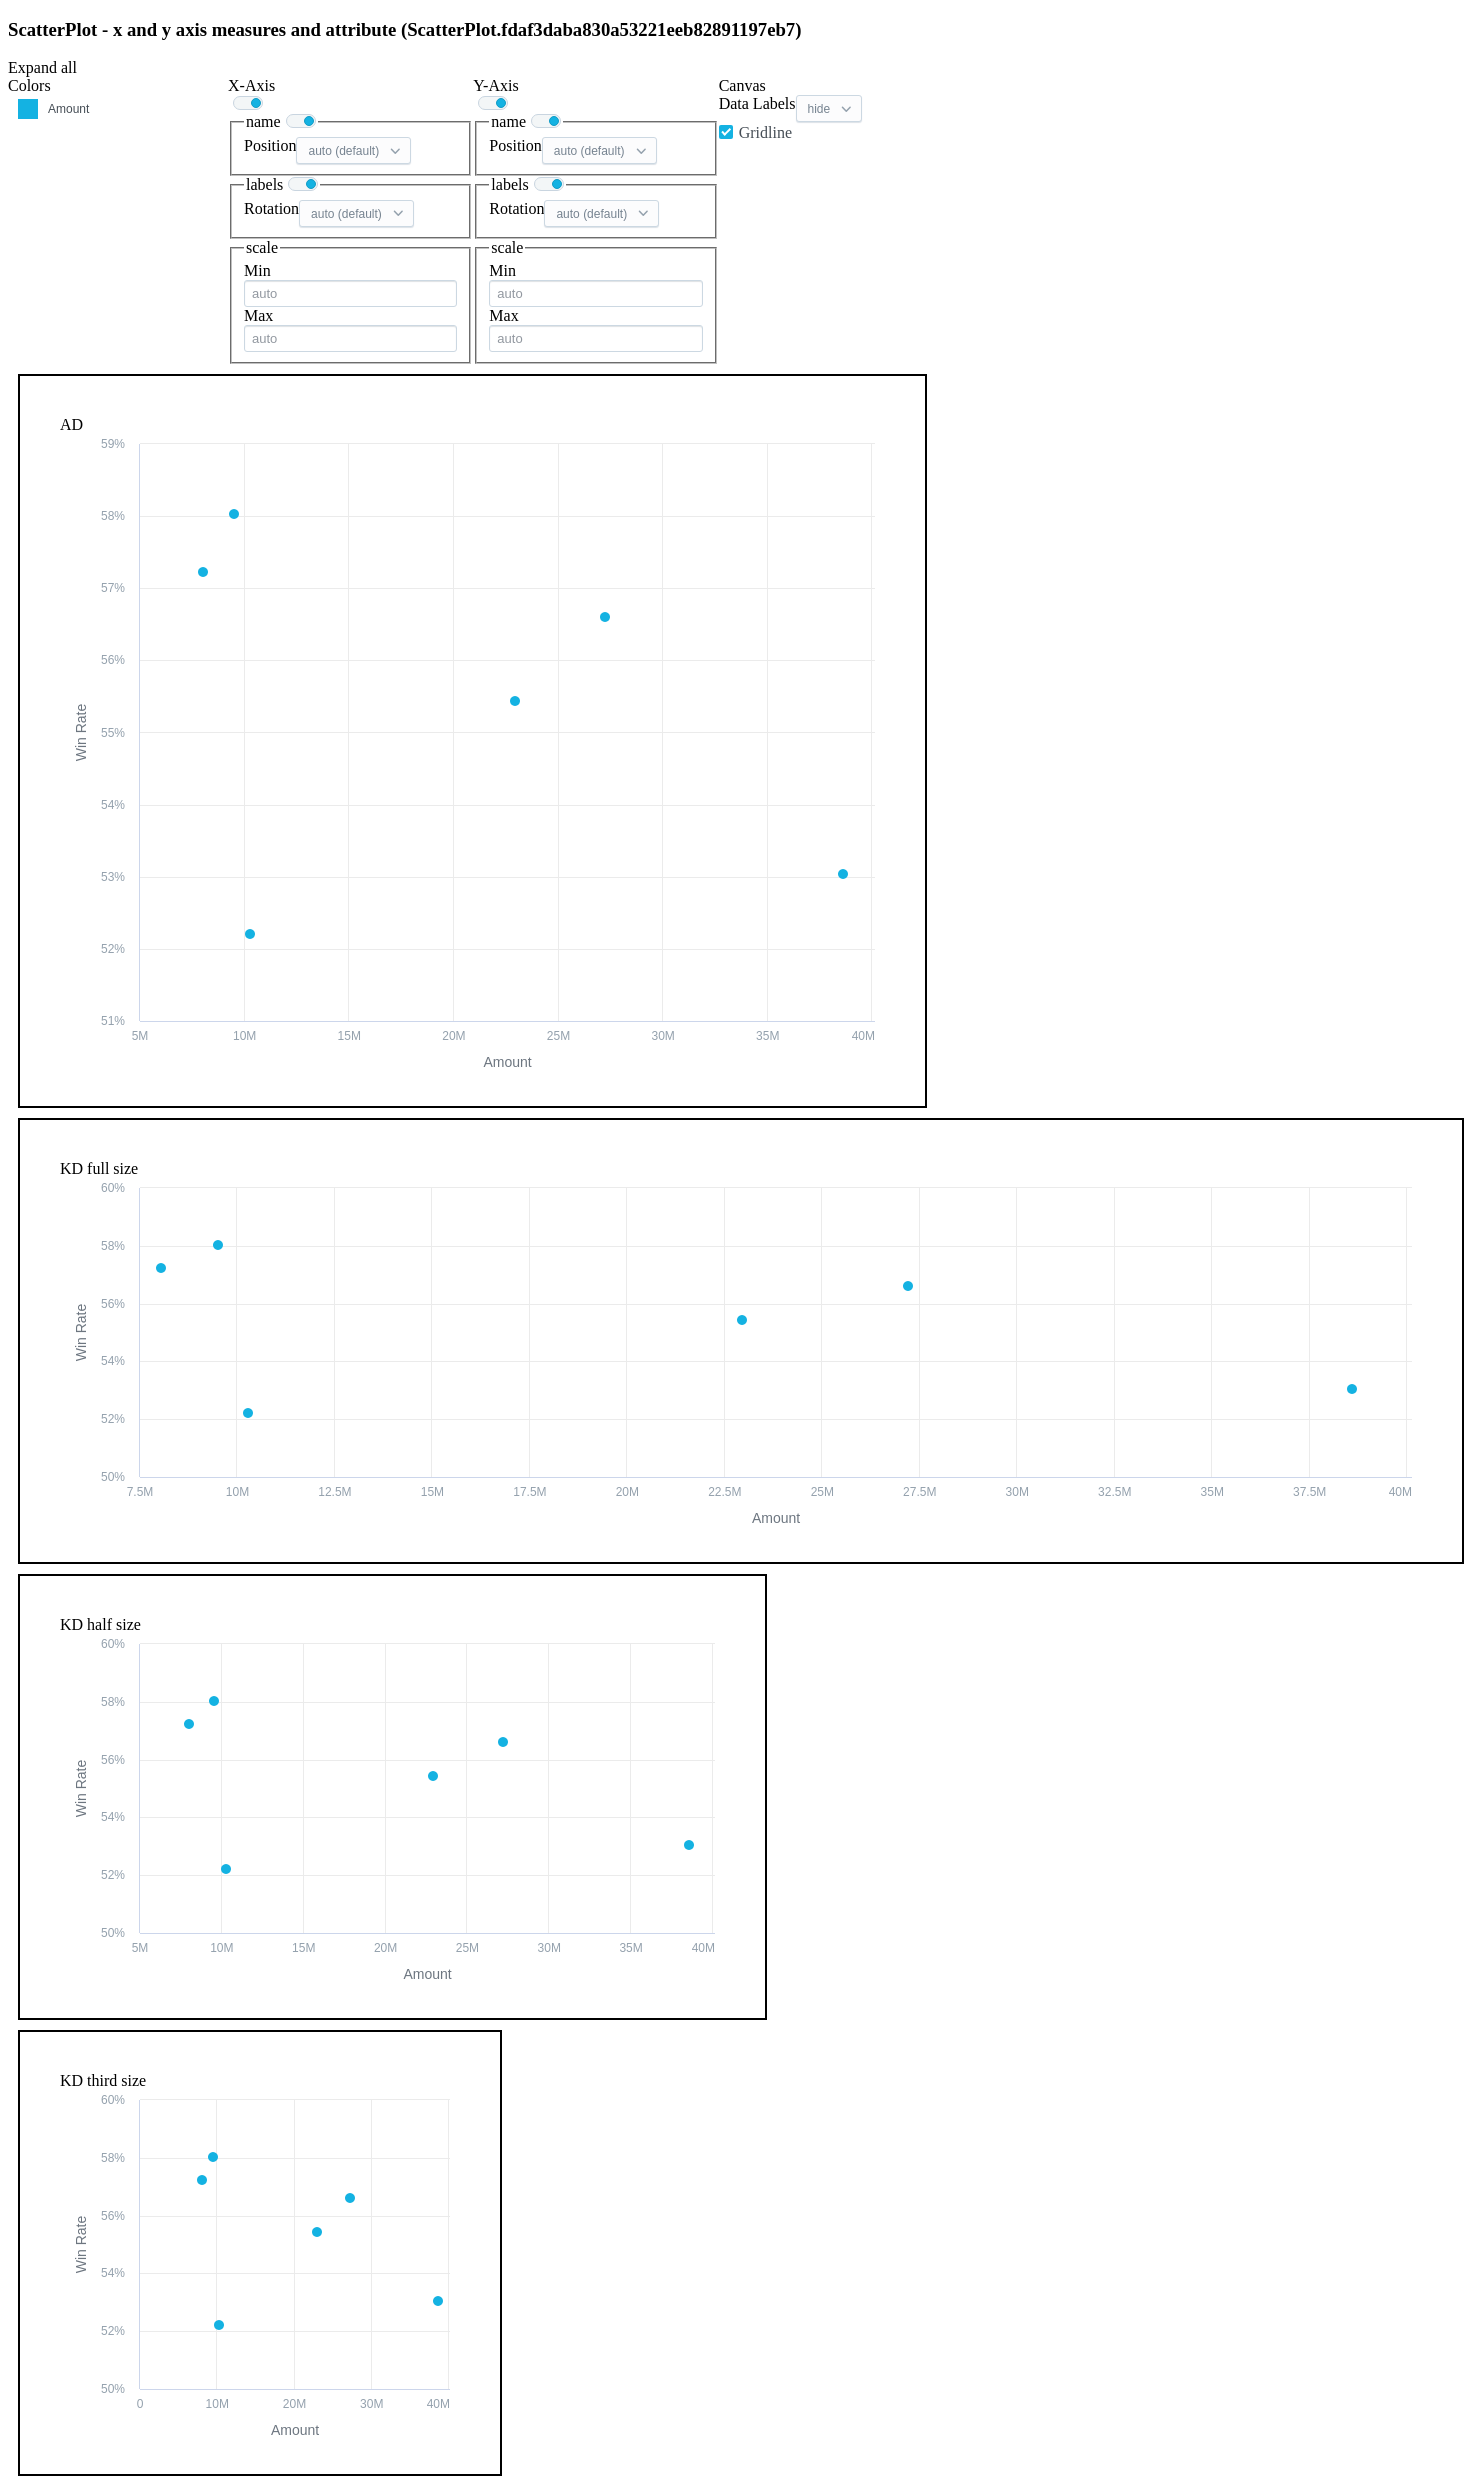 ScatterPlot - x and y axis measures and attribute (ScatterPlot.fdaf3daba830a53221eeb82891197eb7)
Expand all
Colors
Amount
X-Axis
name
Position auto (default)
labels
Rotation auto (default)
scale
Min
auto
Max
auto
Y-Axis
name
Position auto (default)
labels
Rotation auto (default)
scale
Min
auto
Max
auto
Canvas
Data Labels hide
Gridline
AD
59%
58%
57%
56%
55%
54%
53%
52%
51%
Win Rate
5M 10M 15M 20M 25M 30M 35M 40M
Amount
KD full size
60%
58%
56%
54%
52%
50%
Win Rate
7.5M 10M 12.5M 15M 17.5M 20M 22.5M 25M 27.5M 30M 32.5M 35M 37.5M 40M
Amount
KD half size
60%
58%
56%
54%
52%
50%
Win Rate
5M 10M 15M 20M 25M 30M 35M 40M
Amount
KD third size
60%
58%
56%
54%
52%
50%
Win Rate
0 10M 20M 30M 40M
Amount